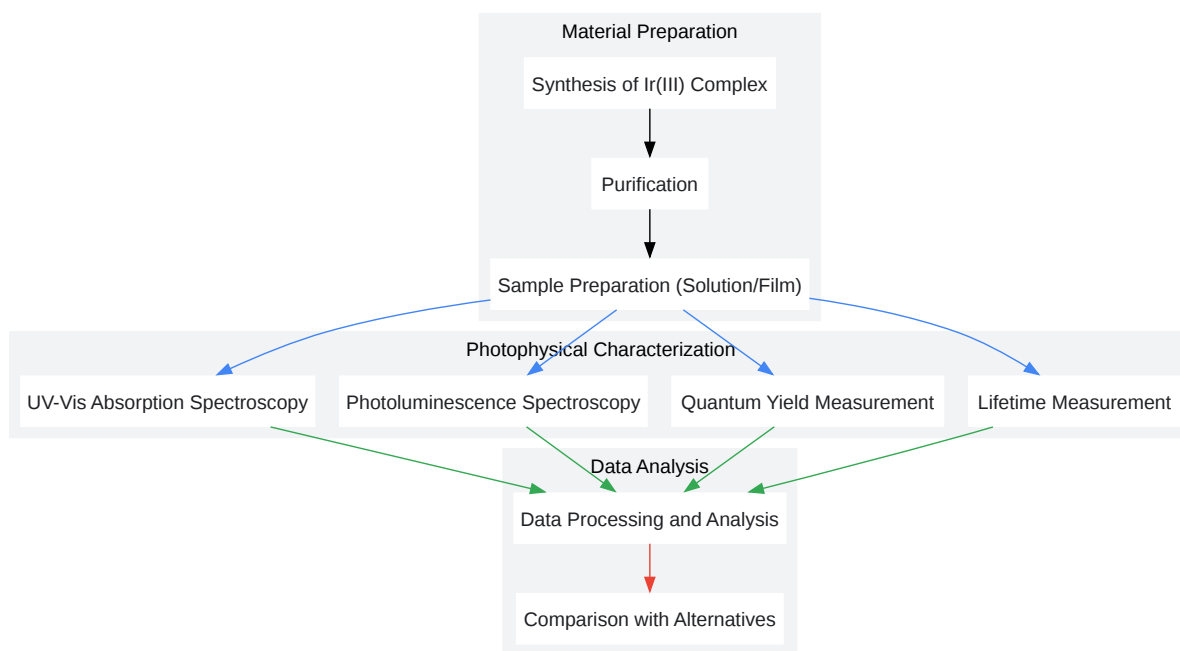 Material Preparation
Synthesis of Ir(III) Complex
Purification
Sample Preparation (Solution/Film)
Photophysical Characterization
UV-Vis Absorption Spectroscopy
Photoluminescence Spectroscopy
Quantum Yield Measurement
Lifetime Measurement
Data Analysis
Data Processing and Analysis
Comparison with Alternatives